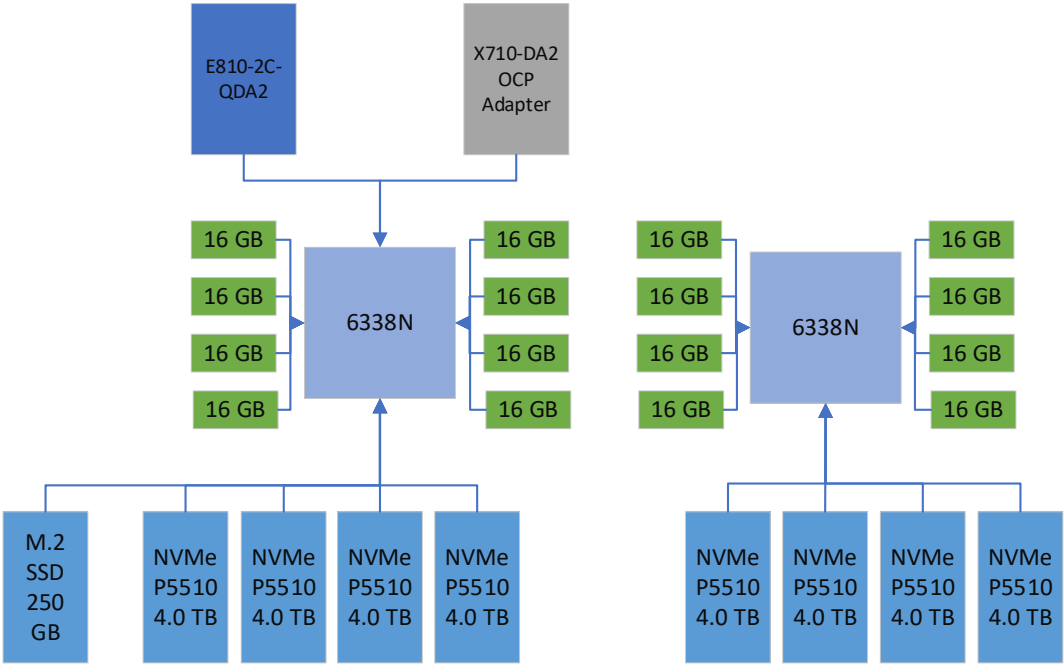 E810-2C-
QDA2
X710-DA2
OCP
Adapter
16 GB
16 GB
16 GB
16 GB
6338N
16 GB
16 GB
16 GB
16 GB
16 GB
16 GB
16 GB
16 GB
6338N
16 GB
16 GB
16 GB
16 GB
M.2
SSD
250
GB
NVMe
P5510
4.0 TB
NVMe
P5510
4.0 TB
NVMe
P5510
4.0 TB
NVMe
P5510
4.0 TB
NVMe
P5510
4.0 TB
NVMe
P5510
4.0 TB
NVMe
P5510
4.0 TB
NVMe
P5510
4.0 TB